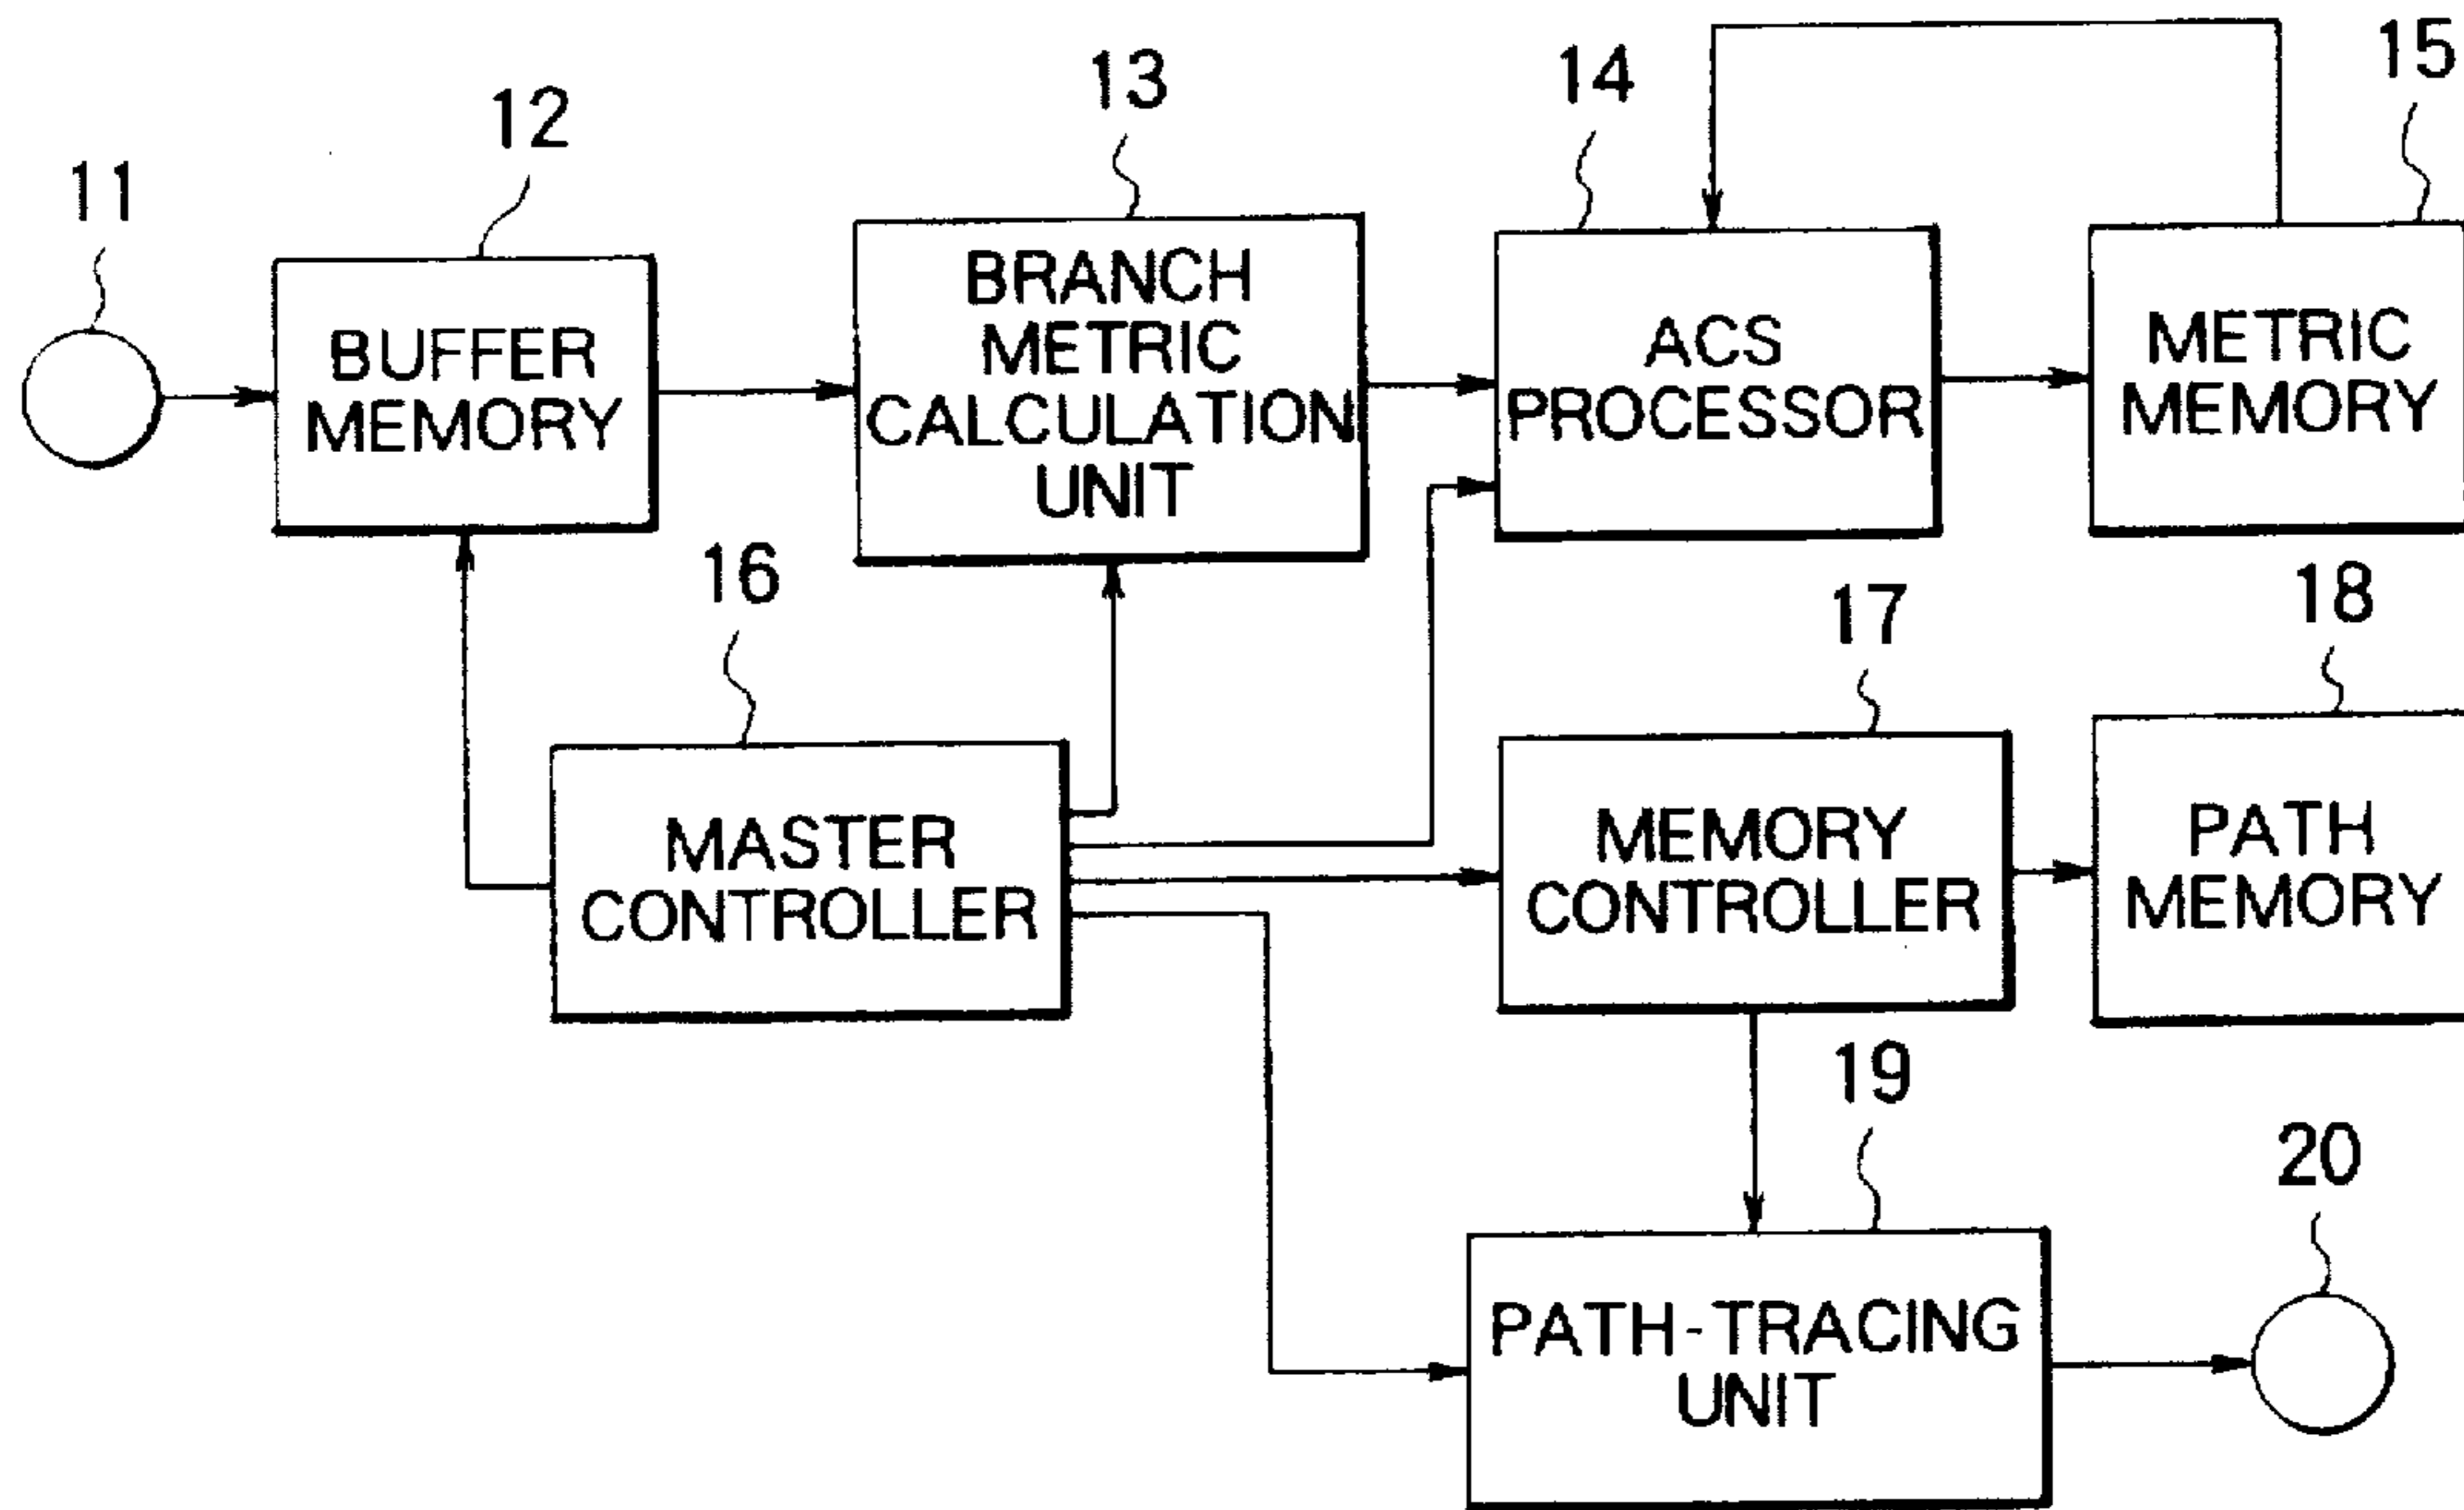 11
12
BUFFER
MEMORY
13
BRANCH
METRIC
CALCULATION
UNIT
14
ACS
PROCESSOR
15
METRIC
MEMORY
16
MASTER
CONTROLLER
17
MEMORY
CONTROLLER
18
PATH
MEMORY
19
PATH-TRACING
UNIT
20